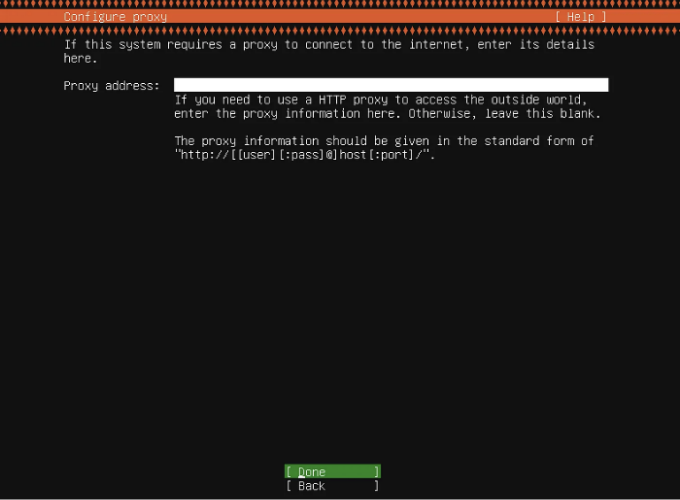 Configure proxy [ Help ]
If this system requires a proxy to connect to the internet, enter its details
here.
Proxy address:
If you need to use a HTTP proxy to access the outside world,
enter the proxy information here. Otherwise, leave this blank.
The proxy information should be given in the standard form of
"http://[[user][:pass]@]host[:port]/".
[ Done ]
[ Back ]